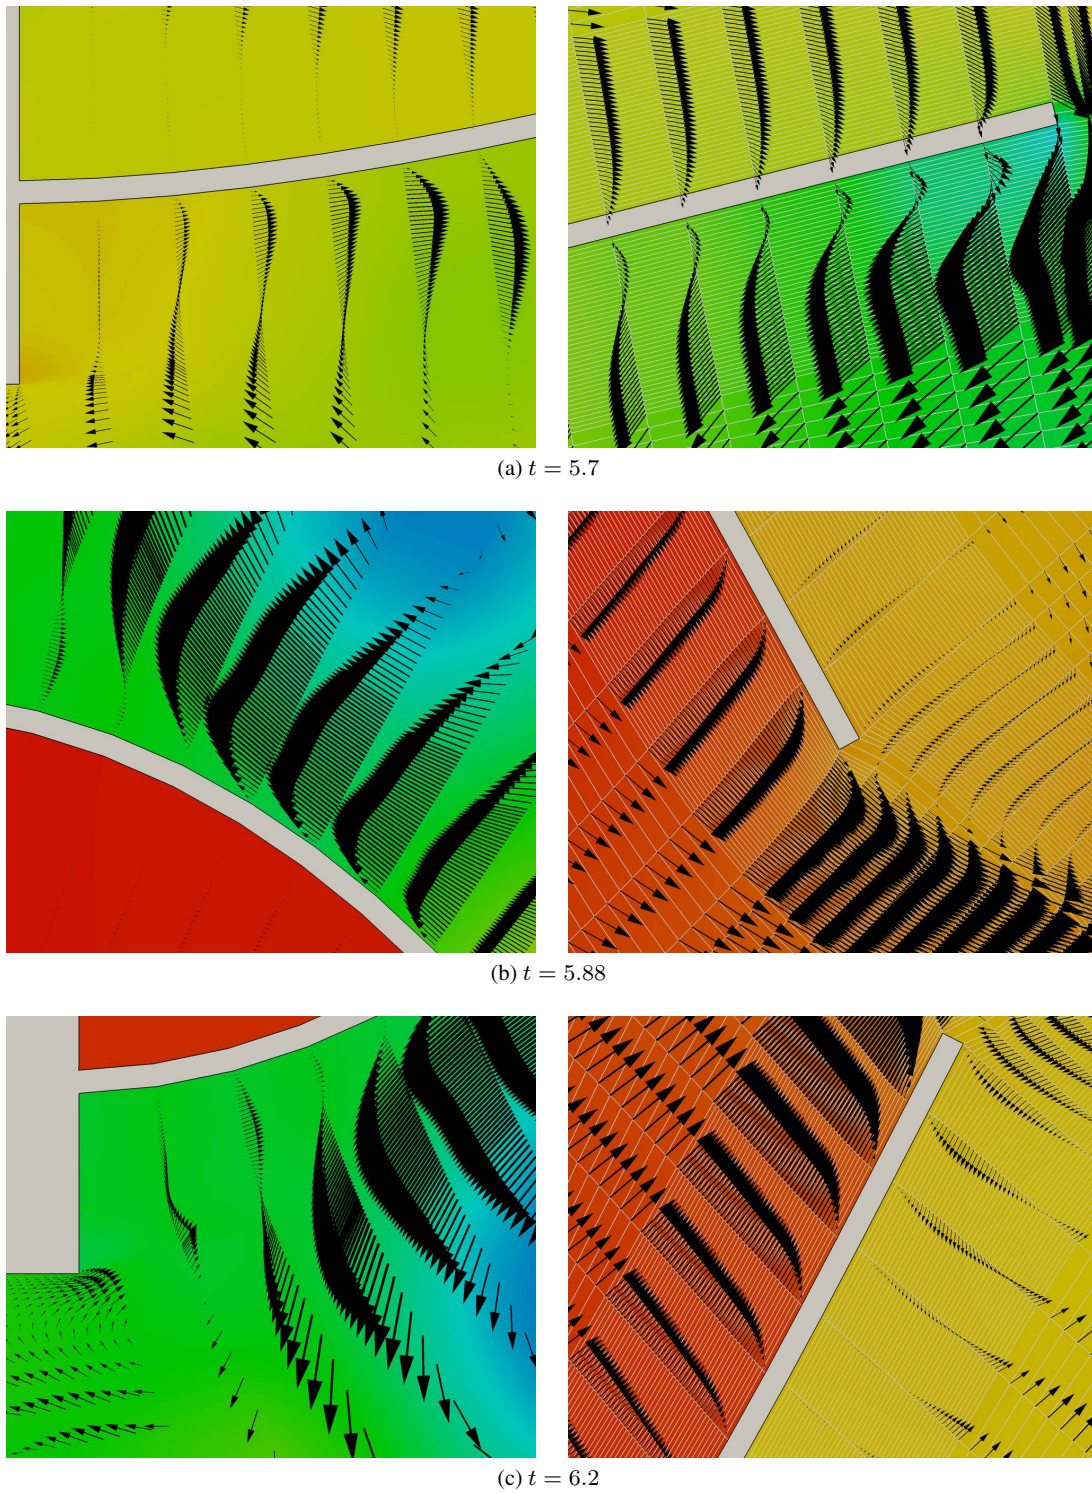 (a) t = 5.7
(b) t = 5.88
(c) t = 6.2